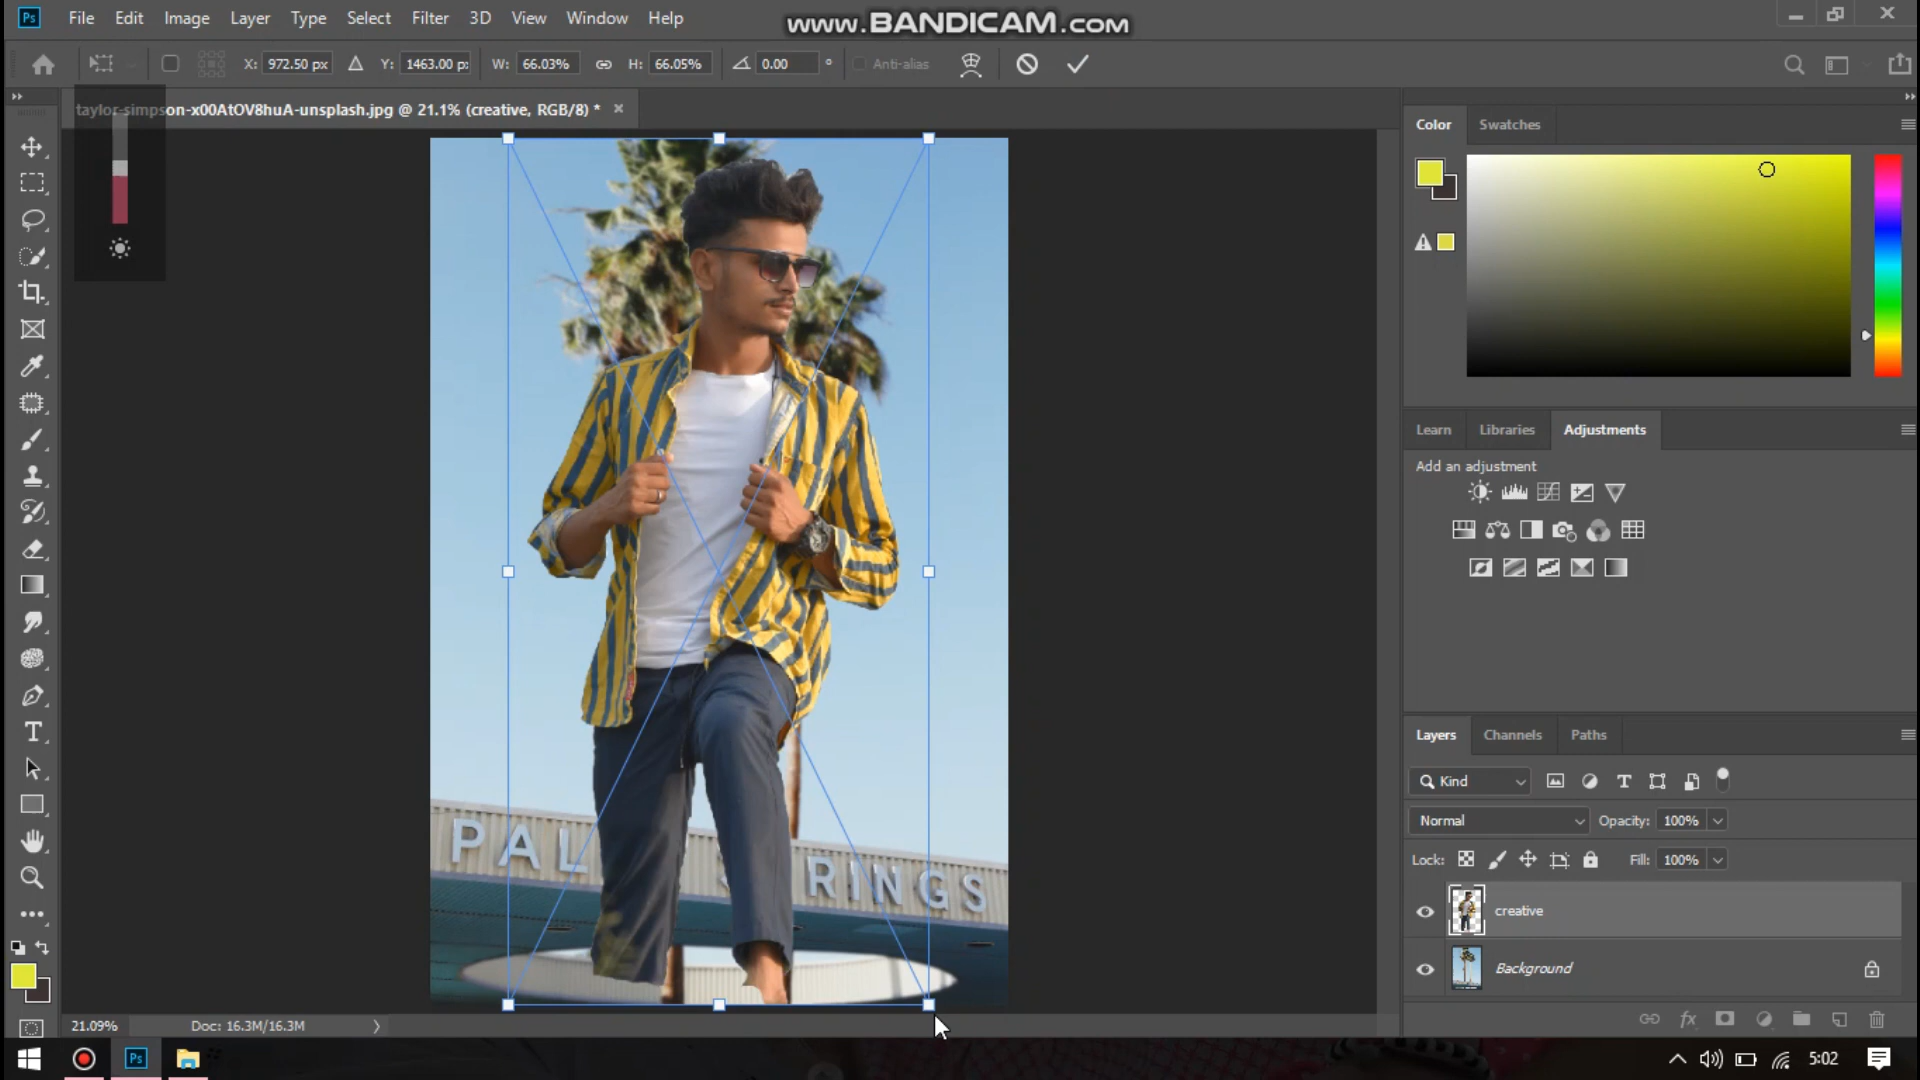 Ps File Edit Image Layer Type Select Filter 3D View Window Help
www.BANDICAM.com
X: 972.50 px Y: 1463.00 p: W: 66.03% H: 66.05% 0.00 ° Anti-alias
taylor-simpson-x00AtOV8huA-unsplash.jpg @ 21.1% (creative, RGB/8) * ×
Color Swatches
Learn Libraries Adjustments
Add an adjustment
PAL RINGS
Layers Channels Paths
Kind
Normal Opacity: 100%
Lock: Fill: 100%
creative
Background
21.09% Doc: 16.3M/16.3M
Ps 5:02